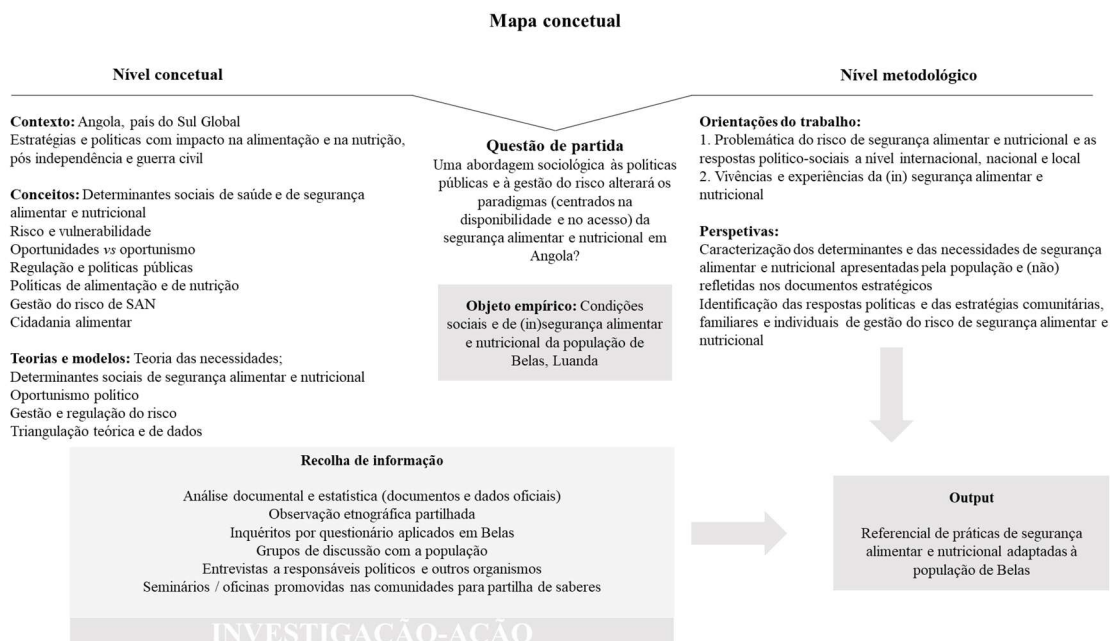 Mapa concetual
Nível concetual
Contexto: Angola, país do Sul Global
Estratégias e políticas com impacto na alimentação e na nutrição,
pós independência e guerra civil
Conceitos: Determinantes sociais de saúde e de segurança
alimentar e nutricional
Risco e vulnerabilidade
Oportunidades vs oportunismo
Regulação e políticas públicas
Políticas de alimentação e de nutrição
Gestão do risco de SAN
Cidadania alimentar
Teorias e modelos: Teoria das necessidades;
Determinantes sociais de segurança alimentar e nutricional
Oportunismo político
Gestão e regulação do risco
Triangulação teórica e de dados
Questão de partida
Uma abordagem sociológica às políticas
públicas e à gestão do risco alterará os
paradigmas (centrados na
disponibilidade e no acesso) da
segurança alimentar e nutricional em
Angola?
Objeto empírico: Condições
sociais e de (in)segurança alimentar
e nutricional da população de
Belas, Luanda
Nível metodológico
Orientações do trabalho:
1. Problemática do risco de segurança alimentar e nutricional e as
respostas político-sociais a nível internacional, nacional e local
2. Vivências e experiências da (in) segurança alimentar e
nutricional
Perspetivas:
Caracterização dos determinantes e das necessidades de segurança
alimentar e nutricional apresentadas pela população e (não)
refletidas nos documentos estratégicos
Identificação das respostas políticas e das estratégias comunitárias,
familiares e individuais de gestão do risco de segurança alimentar e
nutricional
Recolha de informação
Análise documental e estatística (documentos e dados oficiais)
Observação etnográfica partilhada
Inquéritos por questionário aplicados em Belas
Grupos de discussão com a população
Entrevistas a responsáveis políticos e outros organismos
Seminários / oficinas promovidas nas comunidades para partilha de saberes
INVESTIGAÇÃO-AÇÃO
Output
Referencial de práticas de segurança
alimentar e nutricional adaptadas à
população de Belas